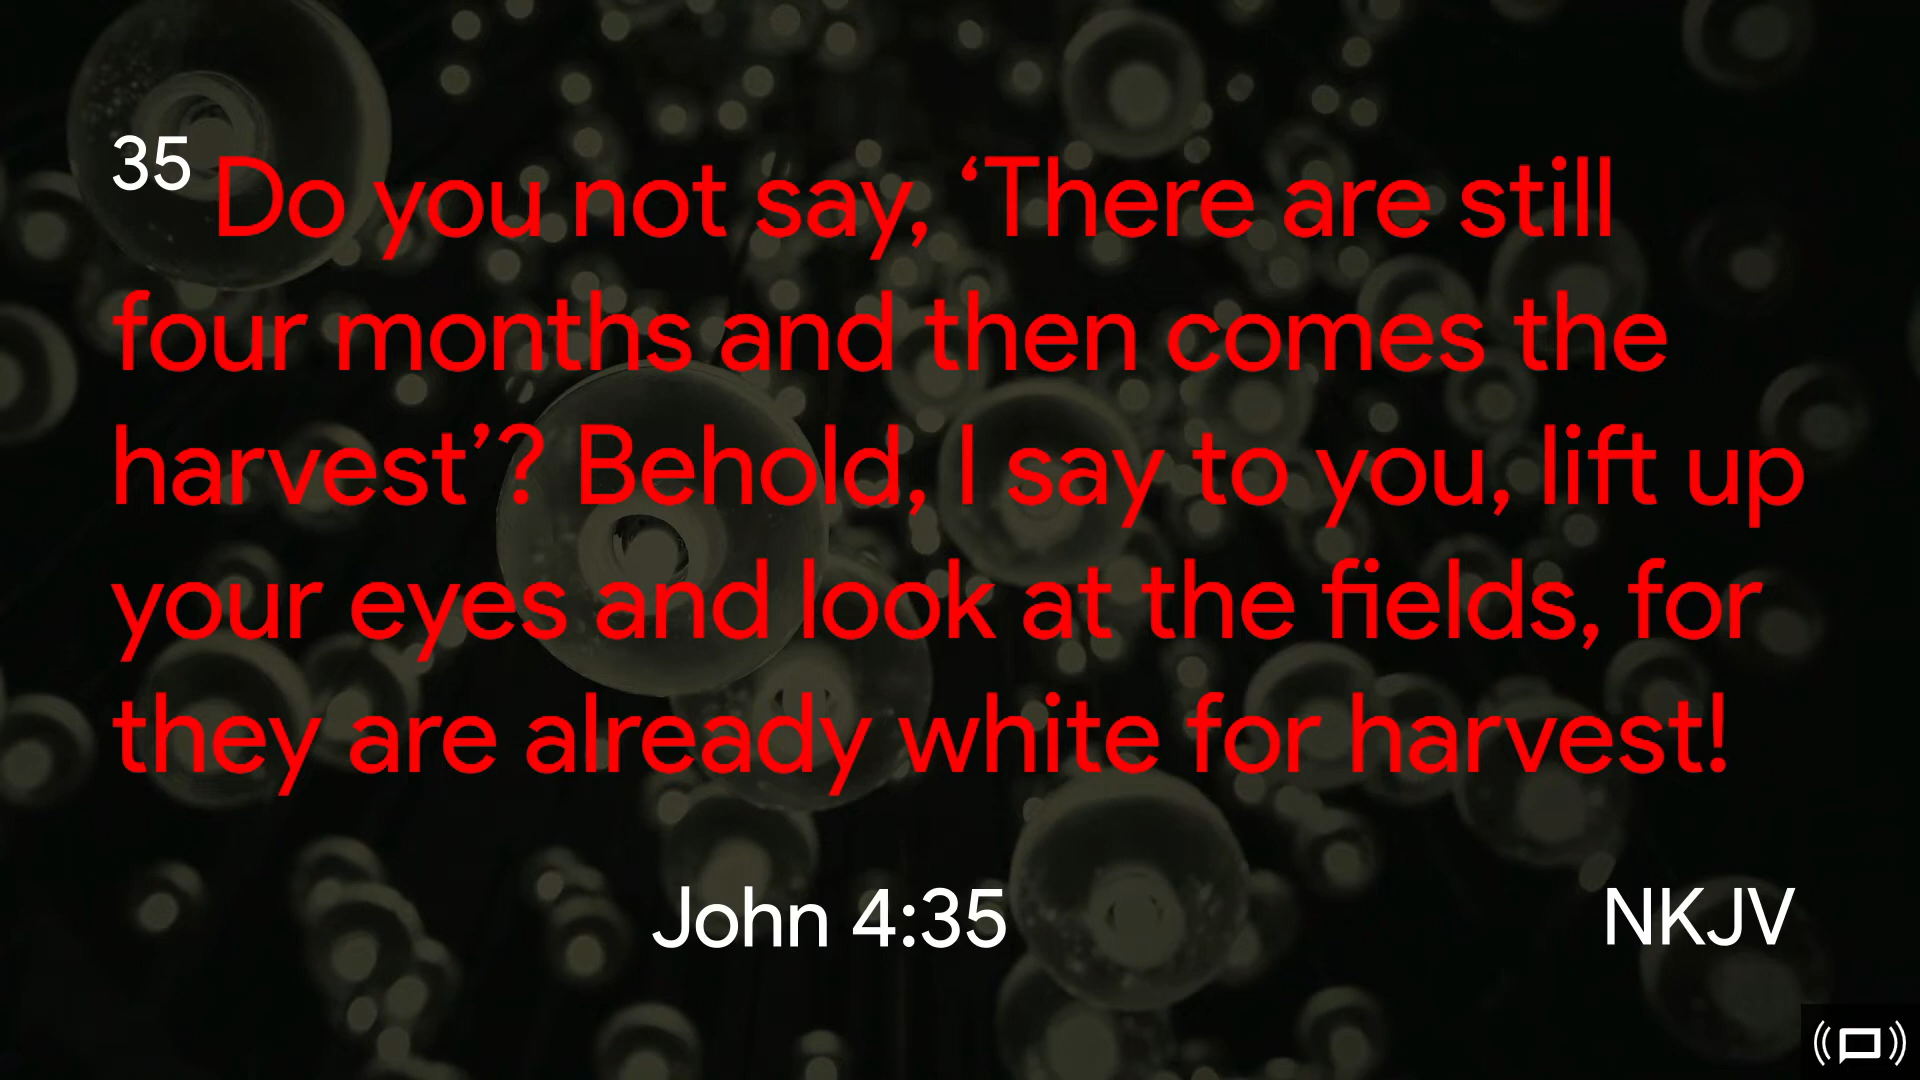 35 Do you not say, ‘There are still
four months and then comes the
harvest’? Behold, I say to you, lift up
your eyes and look at the fields, for
they are already white for harvest!
John 4:35 NKJV